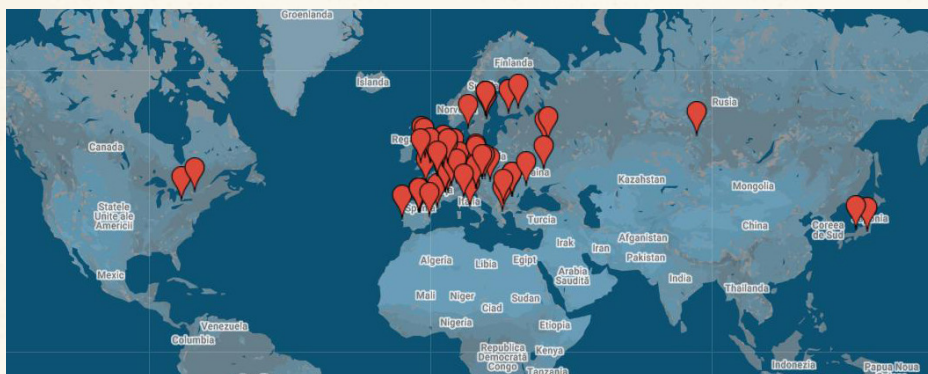 Groenlanda
Islanda
Finlanda
Rusia
Canada
Kazahstan
Mongolia
Statele
Unite ale
Americii
Turcia
China
Coreea
de Sud
Irak
Iran
Afganistan
Pakistan
Algeria
Libia
Egipt
Arabia
Saudită
India
Mexic
Mali
Niger
Ciad
Sudan
Thailanda
Nigeria
Etiopia
Venezuela
Columbia
Republica
Democrată
Congo
Kenya
Tanzania
Indonezia
Papua Noua